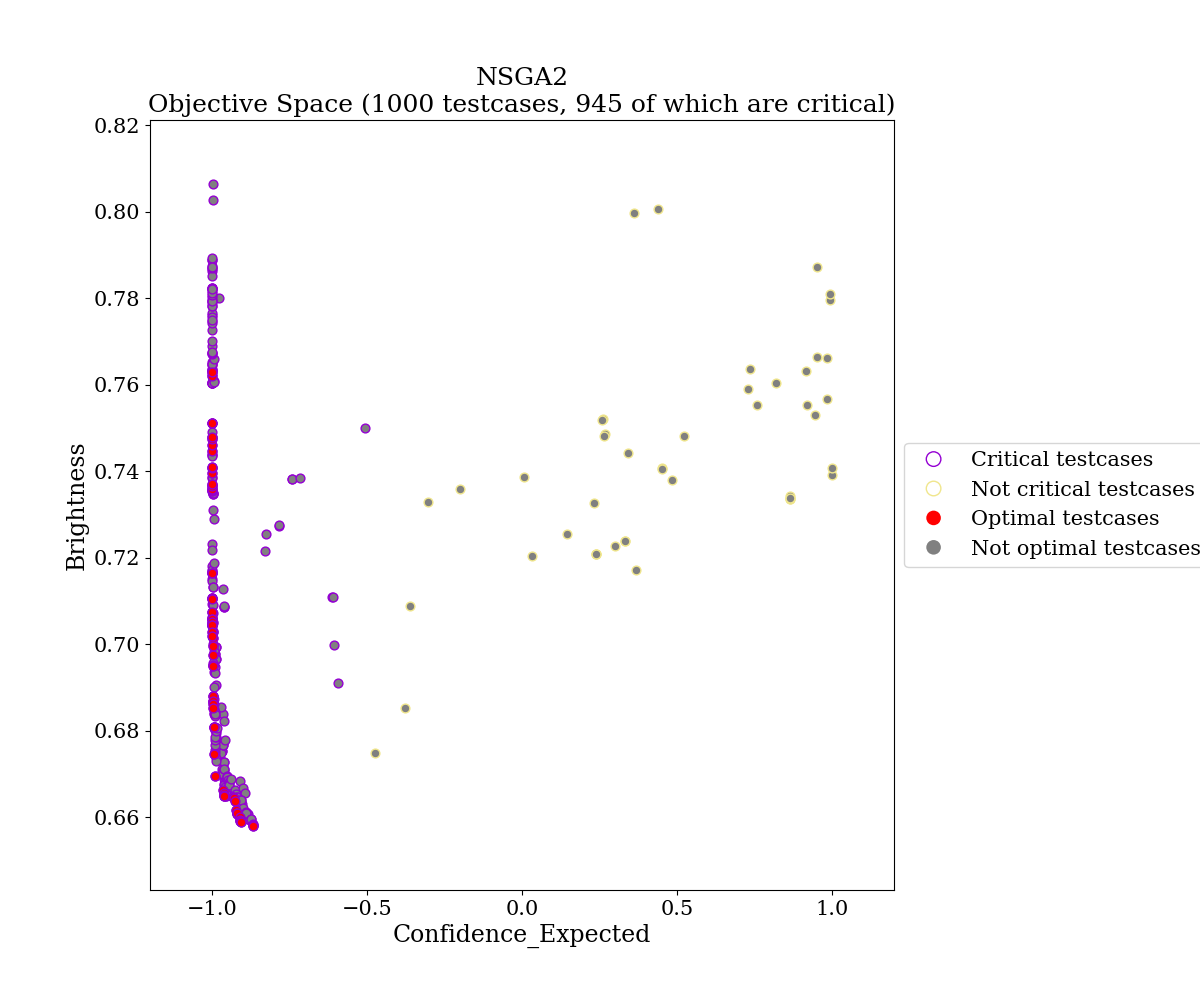 NSGA2
Objective Space (1000 testcases, 945 of which are critical)
0.82
0.80
0.78
0.76
0.74
0.72
0.70
0.68
0.66
Brightness
−1.0
−0.5
0.0
0.5
1.0
Confidence_Expected
Critical testcases
Not critical testcases
Optimal testcases
Not optimal testcases